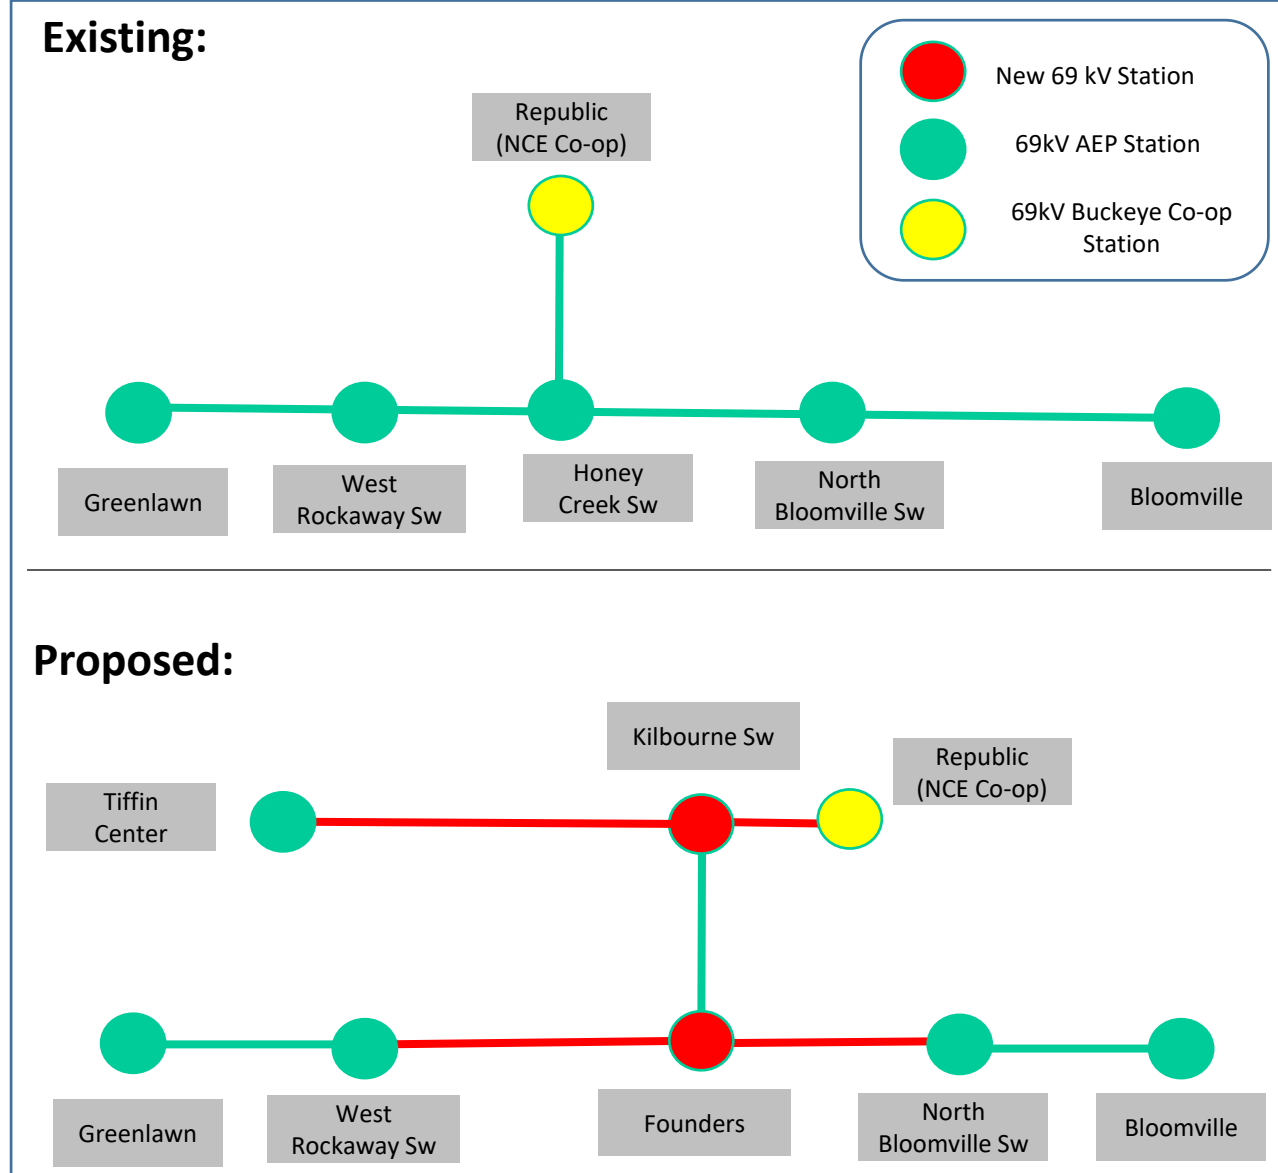 Existing:
New 69 kV Station
69kV AEP Station
69kV Buckeye Co-op
Station
Republic
(NCE Co-op)
Greenlawn
West
Rockaway Sw
Honey
Creek Sw
North
Bloomville Sw
Bloomville
Proposed:
Kilbourne Sw
Republic
(NCE Co-op)
Tiffin
Center
Greenlawn
West
Rockaway Sw
Founders
North
Bloomville Sw
Bloomville